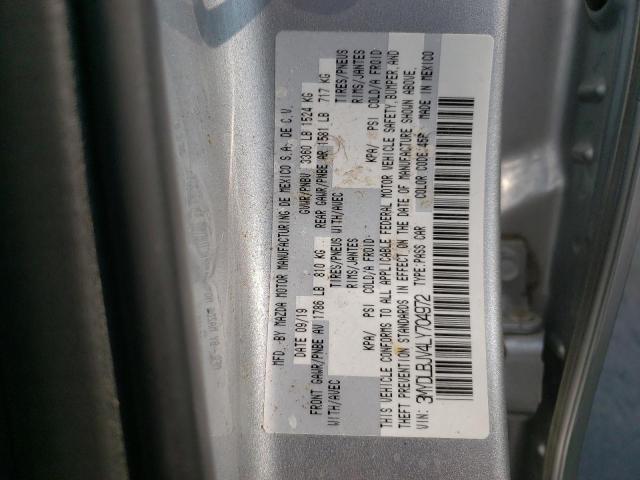 MFD. BY MAZDA MOTOR MANUFACTURING DE MEXICO S.A. DE C.V.
DATE 09/19 GVWR/PNBV 3360 LB 1524 KG
FRONT GAWR/PNBE AV 1786 LB 810 KG REAR GAWR/PNBE AR 1581 LB 717 KG
WITH/AVEC TIRES/PNEUS WITH/AVEC TIRES/PNEUS
RIMS/JANTES RIMS/JANTES
KPA/ PSI COLD/A FROID KPA/ PSI COLD/A FROID
THIS VEHICLE CONFORMS TO ALL APPLICABLE FEDERAL MOTOR VEHICLE SAFETY, BUMPER, AND
THEFT PREVENTION STANDARDS IN EFFECT ON THE DATE OF MANUFACTURE SHOWN ABOVE.
VIN: 3MVDLBJV4LY704972 TYPE:PASS CAR COLOR CODE:45P MADE IN MEXICO